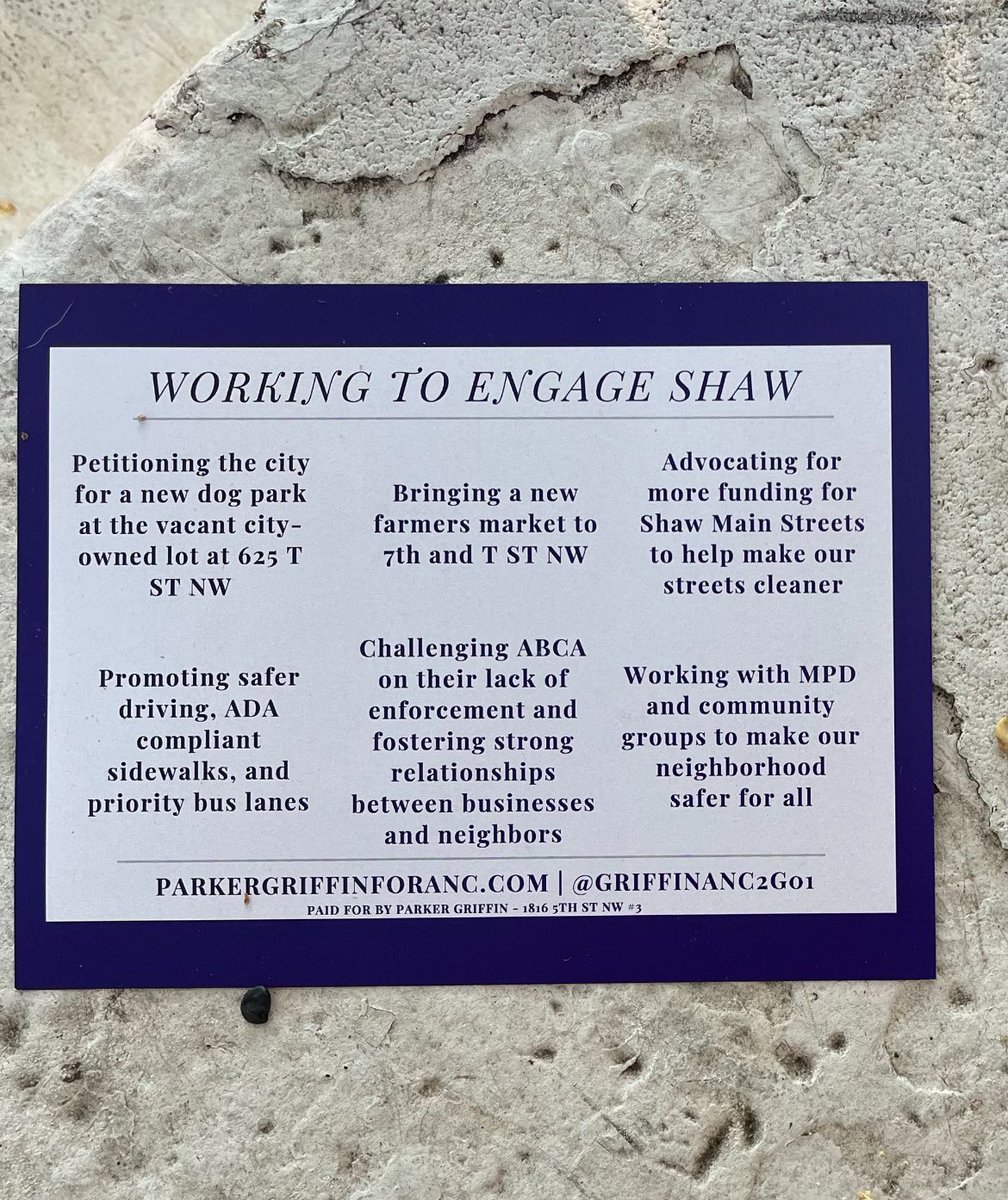 WORKING TO ENGAGE SHAW
Petitioning the city
for a new dog park
at the vacant city-
owned lot at 625 T
ST NW
Bringing a new
farmers market to
7th and T ST NW
Advocating for
more funding for
Shaw Main Streets
to help make our
streets cleaner
Promoting safer
driving, ADA
compliant
sidewalks, and
priority bus lanes
Challenging ABCA
on their lack of
enforcement and
fostering strong
relationships
between businesses
and neighbors
Working with MPD
and community
groups to make our
neighborhood
safer for all
PARKERGRIFFINFORANC.COM | @GRIFFINANC2G01
PAID FOR BY PARKER GRIFFIN - 1816 5TH ST NW #3